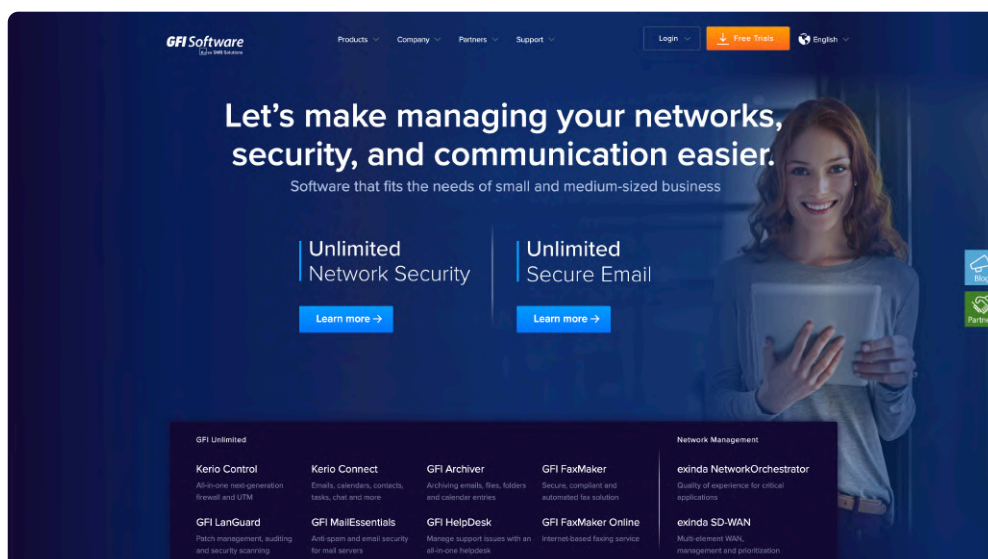 GFI Software
Products
Company
Partners
Support
Login
Free Trials
English
Let's make managing your networks,
security, and communication easier.
Software that fits the needs of small and medium-sized business
Unlimited
Network Security
Learn more →
Unlimited
Secure Email
Learn more →
Blog
GFI Unlimited
Kerio Control
All-in-one next-generation
firewall and UTM
Kerio Connect
Emails, calendars, contacts,
tasks, chat and more
GFI Archiver
Archiving emails, files, folders
and calendar entries
GFI FaxMaker
Secure, compliant and
automated fax solution
GFI LanGuard
Patch management, auditing
and security scanning
GFI MailEssentials
Anti-spam and email security
for mail servers
GFI HelpDesk
Manage support issues with an
all-in-one helpdesk
GFI FaxMaker Online
Internet-based faxing service
Network Management
exinda NetworkOrchestrator
Quality of experience for critical
applications
exinda SD-WAN
Multi-element WAN,
management and prioritization